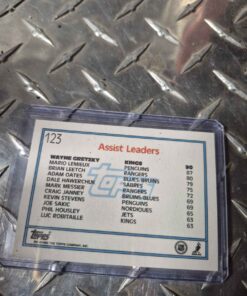 123
Assist Leaders
WAYNE GRETZKY KINGS 90
MARIO LEMIEUX PENGUINS 87
BRIAN LEETCH RANGERS 80
ADAM OATES BLUES/BRUINS 79
DALE HAWERCHUK SABRES 75
MARK MESSIER RANGERS 72
CRAIG JANNEY BRUINS/BLUES 69
KEVIN STEVENS PENGUINS 69
JOE SAKIC NORDIQUES 65
PHIL HOUSLEY JETS 63
LUC ROBITAILLE KINGS 63
topps